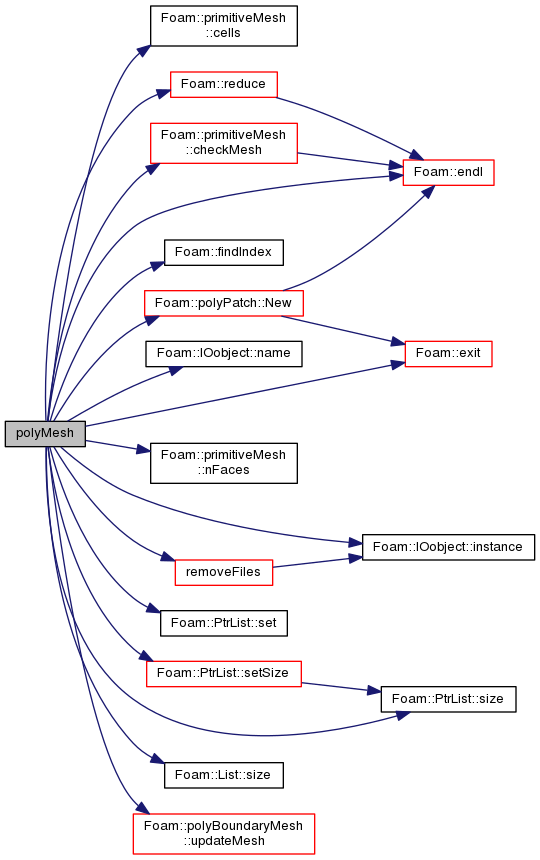 Foam::primitiveMesh
::cells
Foam::reduce
Foam::primitiveMesh
::checkMesh
Foam::endl
Foam::findIndex
Foam::polyPatch::New
Foam::IOobject::name
Foam::exit
polyMesh
Foam::primitiveMesh
::nFaces
Foam::IOobject::instance
removeFiles
Foam::PtrList::set
Foam::PtrList::setSize
Foam::PtrList::size
Foam::List::size
Foam::polyBoundaryMesh
::updateMesh